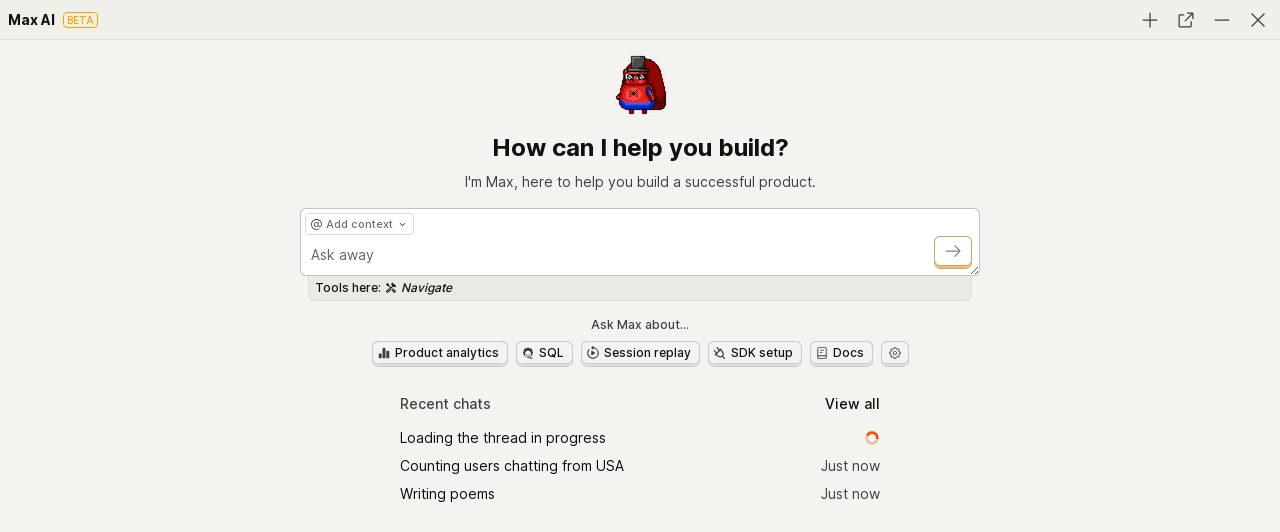 Max AI BETA
How can I help you build?
I'm Max, here to help you build a successful product.
@ Add context
Ask away
Tools here: Navigate
Ask Max about...
Product analytics SQL Session replay SDK setup Docs
Recent chats View all
Loading the thread in progress
Counting users chatting from USA Just now
Writing poems Just now